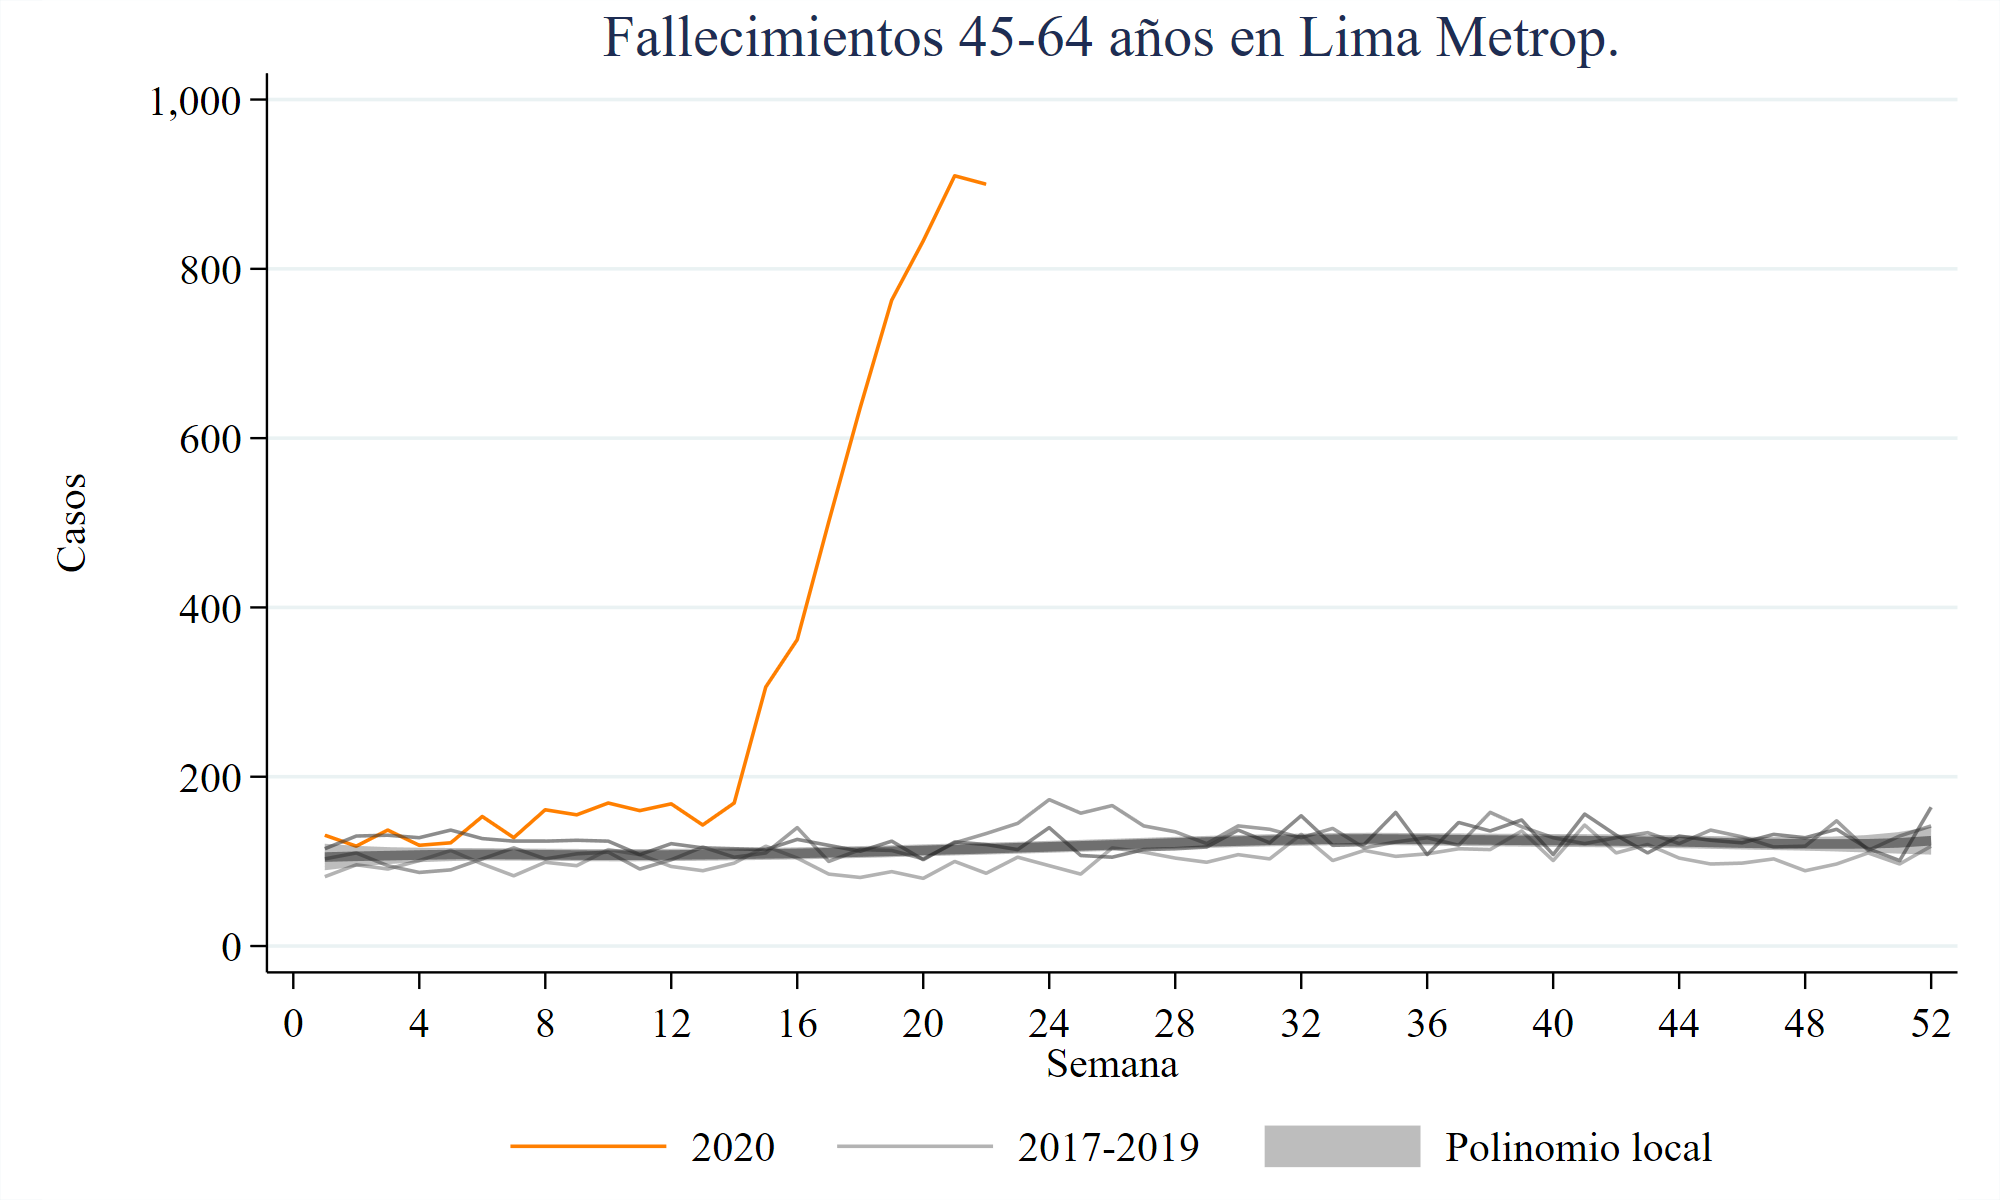 Fallecimientos 45-64 años en Lima Metrop.
1,000
800
600
400
200
0
Casos
0 4 8 12 16 20 24 28 32 36 40 44 48 52
Semana
2020 2017-2019 Polinomio local